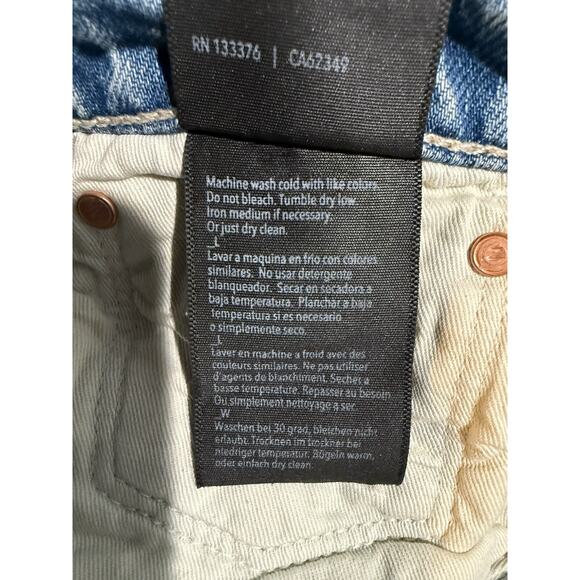 RN 133376 | CA62349
Machine wash cold with like colors.
Do not bleach. Tumble dry low
Iron medium if necessary.
Or just dry clean.
_L
Lavar a maquina en frio con colores
similares. No usar detergente
blanqueador. Secar en secadora a
baja temperatura. Planchar a baja
temperatura si es necesario
o simplemente seco.
_L
Laver en machine a froid avec des
couleurs similaires. Ne pas utiliser
d'agents de blanchiment. Secher a
basse temperature. Repasser au besoin
Ou simplement nettoyage a sec.
_W
Waschen bei 30 grad, bleichen nicht
erlaubt. Trocknen im trockner bei
niedriger temperatur. Bügeln warm,
oder einfach dry clean.